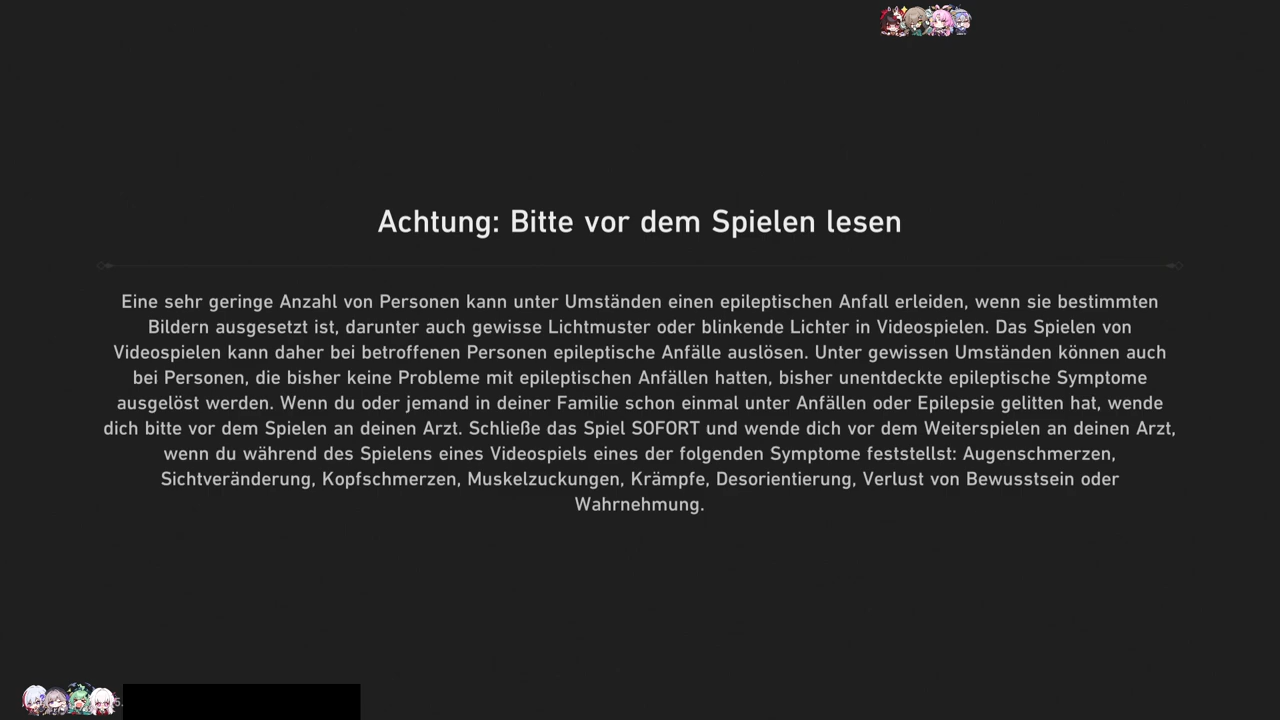 Achtung: Bitte vor dem Spielen lesen
Eine sehr geringe Anzahl von Personen kann unter Umständen einen epileptischen Anfall erleiden, wenn sie bestimmten
Bildern ausgesetzt ist, darunter auch gewisse Lichtmuster oder blinkende Lichter in Videospielen. Das Spielen von
Videospielen kann daher bei betroffenen Personen epileptische Anfälle auslösen. Unter gewissen Umständen können auch
bei Personen, die bisher keine Probleme mit epileptischen Anfällen hatten, bisher unentdeckte epileptische Symptome
ausgelöst werden. Wenn du oder jemand in deiner Familie schon einmal unter Anfällen oder Epilepsie gelitten hat, wende
dich bitte vor dem Spielen an deinen Arzt. Schließe das Spiel SOFORT und wende dich vor dem Weiterspielen an deinen Arzt,
wenn du während des Spielens eines Videospiels eines der folgenden Symptome feststellst: Augenschmerzen,
Sichtveränderung, Kopfschmerzen, Muskelzuckungen, Krämpfe, Desorientierung, Verlust von Bewusstsein oder
Wahrnehmung.